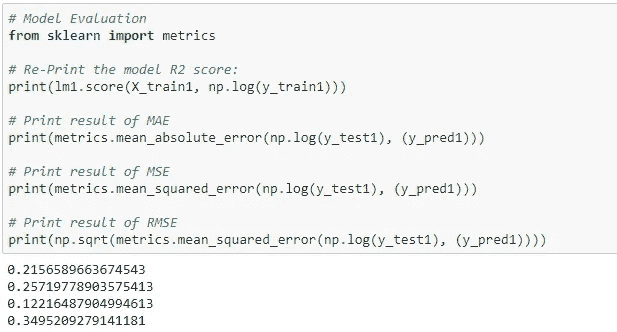 # Model Evaluation
from sklearn import metrics
# Re-Print the model R2 score:
print(lm1.score(X_train1, np.log(y_train1)))
# Print result of MAE
print(metrics.mean_absolute_error(np.log(y_test1), (y_pred1)))
# Print result of MSE
print(metrics.mean_squared_error(np.log(y_test1), (y_pred1)))
# Print result of RMSE
print(np.sqrt(metrics.mean_squared_error(np.log(y_test1), (y_pred1))))
0.2156589663674543
0.25719778903575413
0.12216487904994613
0.3495209279141181